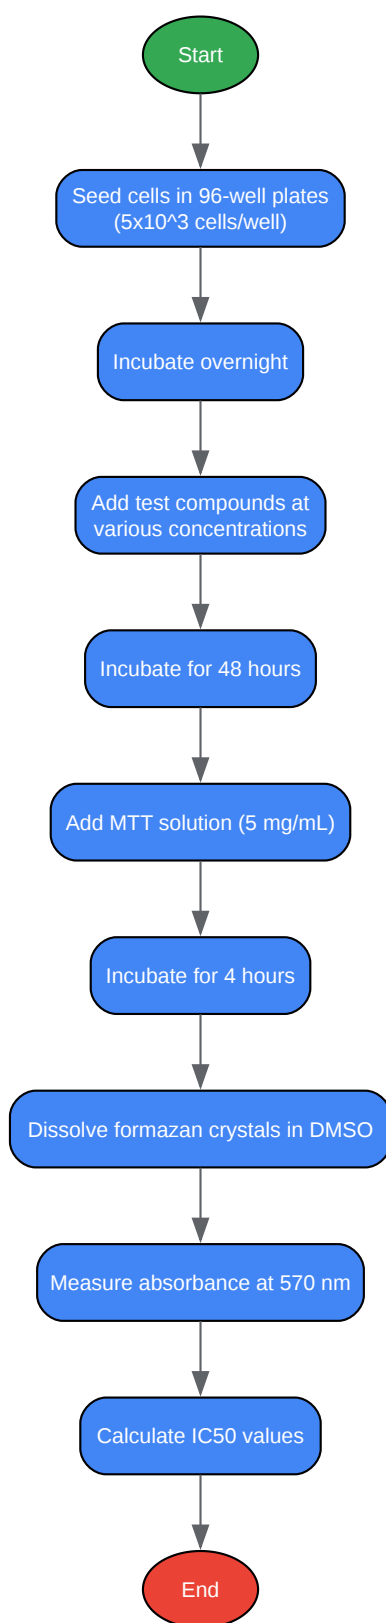 Start
Seed cells in 96-well plates
(5x10^3 cells/well)
Incubate overnight
Add test compounds at
various concentrations
Incubate for 48 hours
Add MTT solution (5 mg/mL)
Incubate for 4 hours
Dissolve formazan crystals in DMSO
Measure absorbance at 570 nm
Calculate IC50 values
End